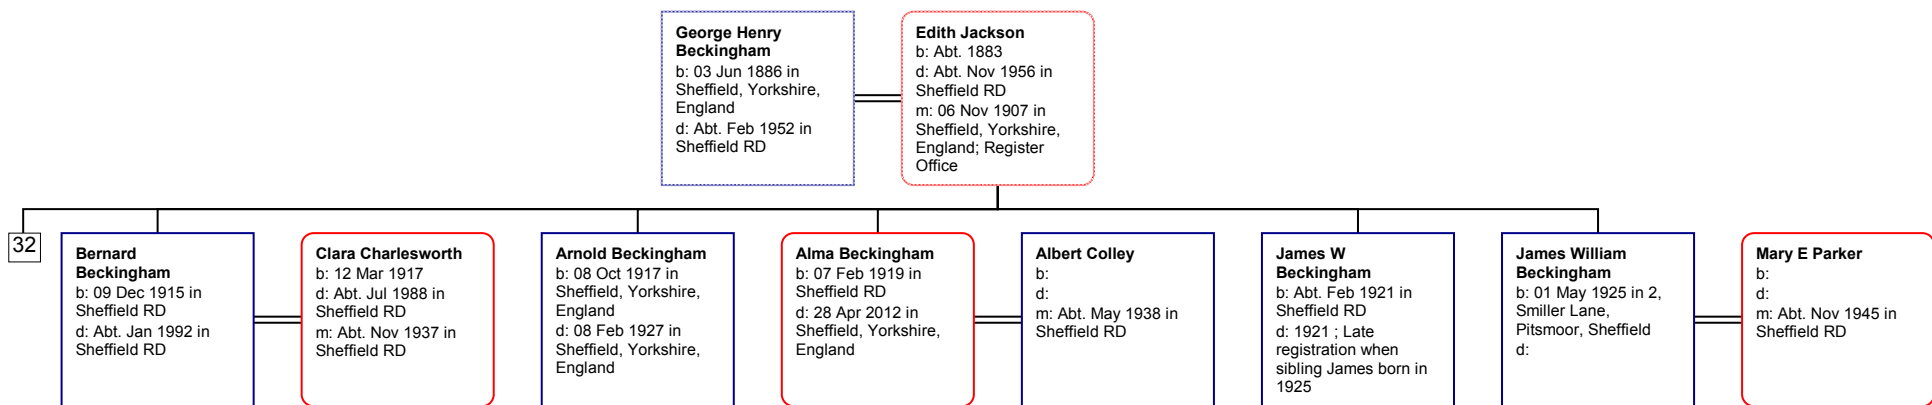 George Henry
Beckingham
b: 03 Jun 1886 in
Sheffield, Yorkshire,
England
d: Abt. Feb 1952 in
Sheffield RD
Edith Jackson
b: Abt. 1883
d: Abt. Nov 1956 in
Sheffield RD
m: 06 Nov 1907 in
Sheffield, Yorkshire,
England; Register
Office
32
Bernard
Beckingham
b: 09 Dec 1915 in
Sheffield RD
d: Abt. Jan 1992 in
Sheffield RD
Clara Charlesworth
b: 12 Mar 1917
d: Abt. Jul 1988 in
Sheffield RD
m: Abt. Nov 1937 in
Sheffield RD
Arnold Beckingham
b: 08 Oct 1917 in
Sheffield, Yorkshire,
England
d: 08 Feb 1927 in
Sheffield, Yorkshire,
England
Alma Beckingham
b: 07 Feb 1919 in
Sheffield RD
d: 28 Apr 2012 in
Sheffield, Yorkshire,
England
Albert Colley
b:
d:
m: Abt. May 1938 in
Sheffield RD
James W
Beckingham
b: Abt. Feb 1921 in
Sheffield RD
d: 1921 ; Late
registration when
sibling James born in
1925
James William
Beckingham
b: 01 May 1925 in 2,
Smiller Lane,
Pitsmoor, Sheffield
d:
Mary E Parker
b:
d:
m: Abt. Nov 1945 in
Sheffield RD